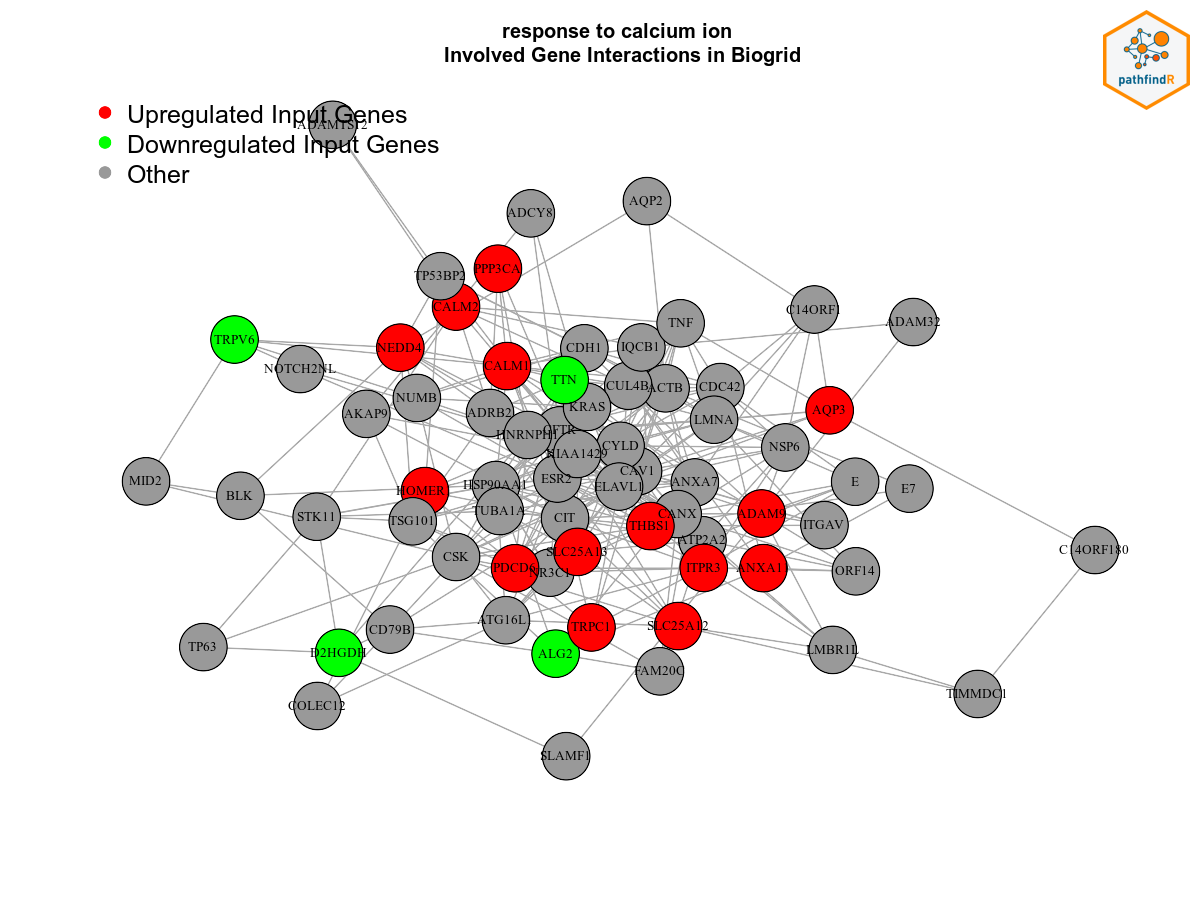 response to calcium ion
Involved Gene Interactions in Biogrid
pathfindR
Upregulated Input Genes
Downregulated Input Genes
Other
ADAMTS12
ADCY8
AQP2
PPP3CA
TP53BP2
CALM2
C14ORF1
ADAM32
TNF
TRPV6
NEDD4
CDH1
IQCB1
NOTCH2NL
CALM1
TTN
CUL4B
ACTB
CDC42
NUMB
AKAP9
ADRB2
KRAS
LMNA
AQP3
HNRNPH1
CFTR
CYLD
NSP6
KIAA1429
CAV1
MID2
BLK
HOMER
HSP90AA1
ESR2
ELAVL1
ANXA7
E
E7
STK11
TSG101
TUBA1A
CIT
THBS1
CANX
ADAM9
ITGAV
ATP2A2
CSK
SLC25A13
PDCD6
NR3C1
ITPR3
ANXA11
ORF14
C14ORF180
ATG16L
TRPC1
SLC25A12
CD79B
TP63
D2HGDH
ALG2
FAM20C
LMBR1L
TIMMDC1
COLEC12
SLAMF1